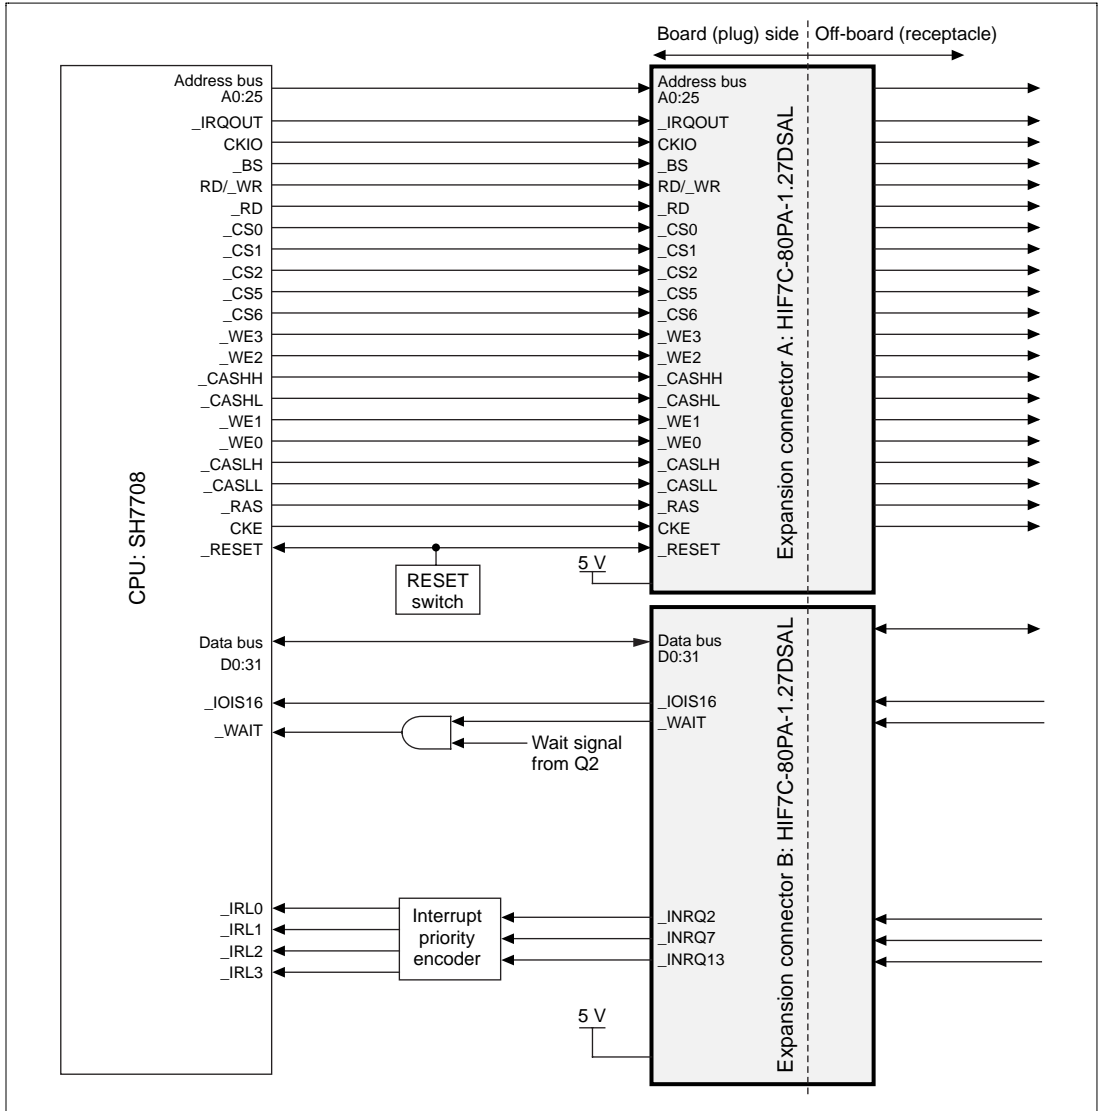 Board (plug) side
Off-board (receptacle)
Address bus
A0:25
_IRQOUT
CKIO
_BS
RD/_WR
_RD
_CS0
_CS1
_CS2
_CS5
_CS6
_WE3
_WE2
_CASHH
_CASHL
_WE1
_WE0
_CASLH
_CASLL
_RAS
CKE
_RESET
Data bus
D0:31
_IOIS16
_WAIT
_IRL0
_IRL1
_IRL2
_IRL3
CPU: SH7708
RESET
switch
Wait signal
from Q2
Interrupt
priority
encoder
Address bus
A0:25
_IRQOUT
CKIO
_BS
RD/_WR
_RD
_CS0
_CS1
_CS2
_CS5
_CS6
_WE3
_WE2
_CASHH
_CASHL
_WE1
_WE0
_CASLH
_CASLL
_RAS
CKE
_RESET
5 V
Expansion connector A: HIF7C-80PA-1.27DSAL
Data bus
D0:31
_IOIS16
_WAIT
_INRQ2
_INRQ7
_INRQ13
5 V
Expansion connector B: HIF7C-80PA-1.27DSAL